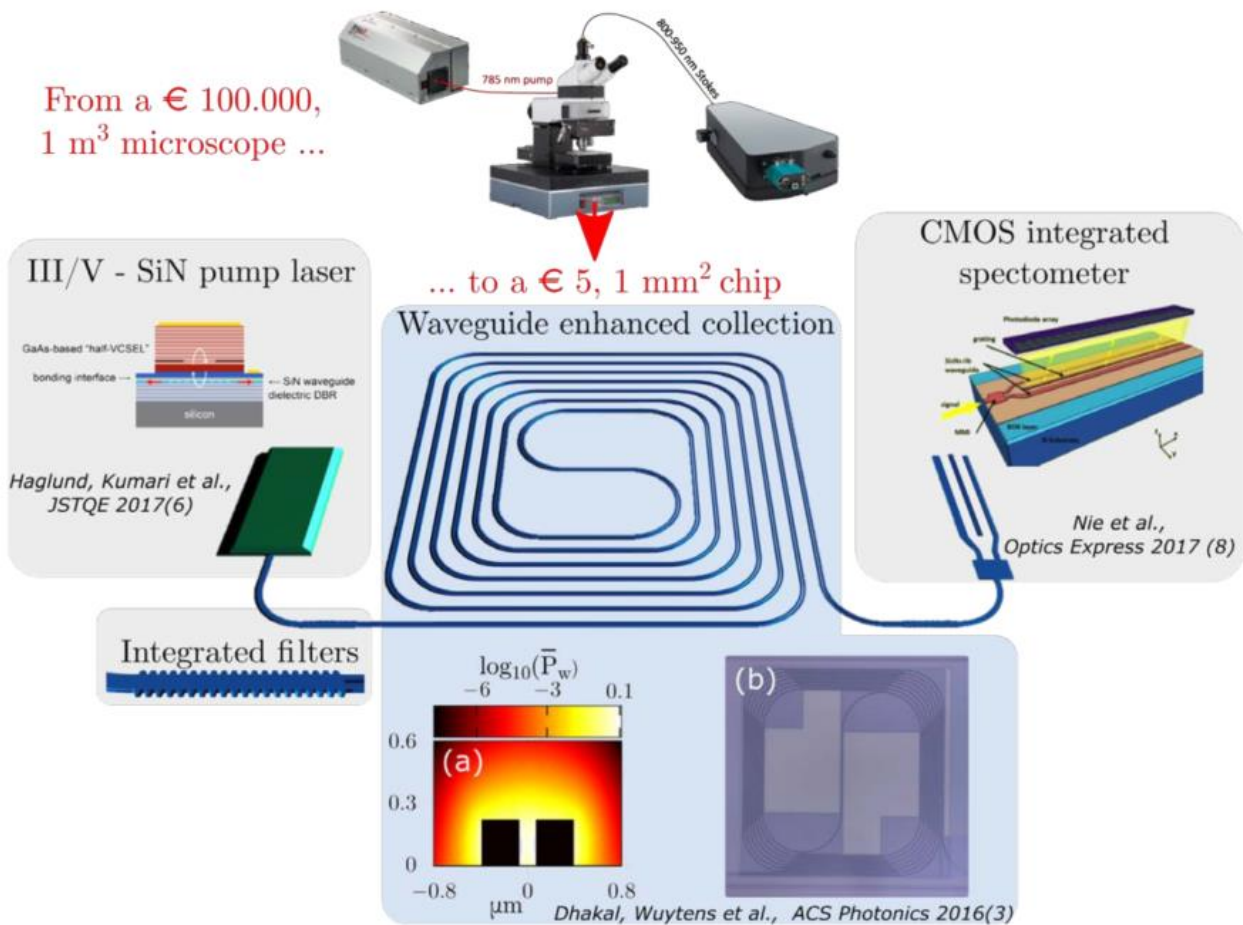 785 nm pump
800-950 nm Stokes
From a € 100.000,
1 m³ microscope ...
... to a € 5, 1 mm² chip
III/V - SiN pump laser
GaAs-based "half-VCSEL"
bonding interface
SiN waveguide
dielectric DBR
silicon
Haglund, Kumari et al.,
JSTQE 2017(6)
Integrated filters
Waveguide enhanced collection
log₁₀(P̅w)
−6 −3 0.1
(a)
0.6
0.3
0
−0.8 0 0.8
μm
(b)
Dhakal, Wuytens et al., ACS Photonics 2016(3)
CMOS integrated
spectometer
Photodiode array
grating
waveguide
signal
MMI
Nie et al.,
Optics Express 2017 (8)